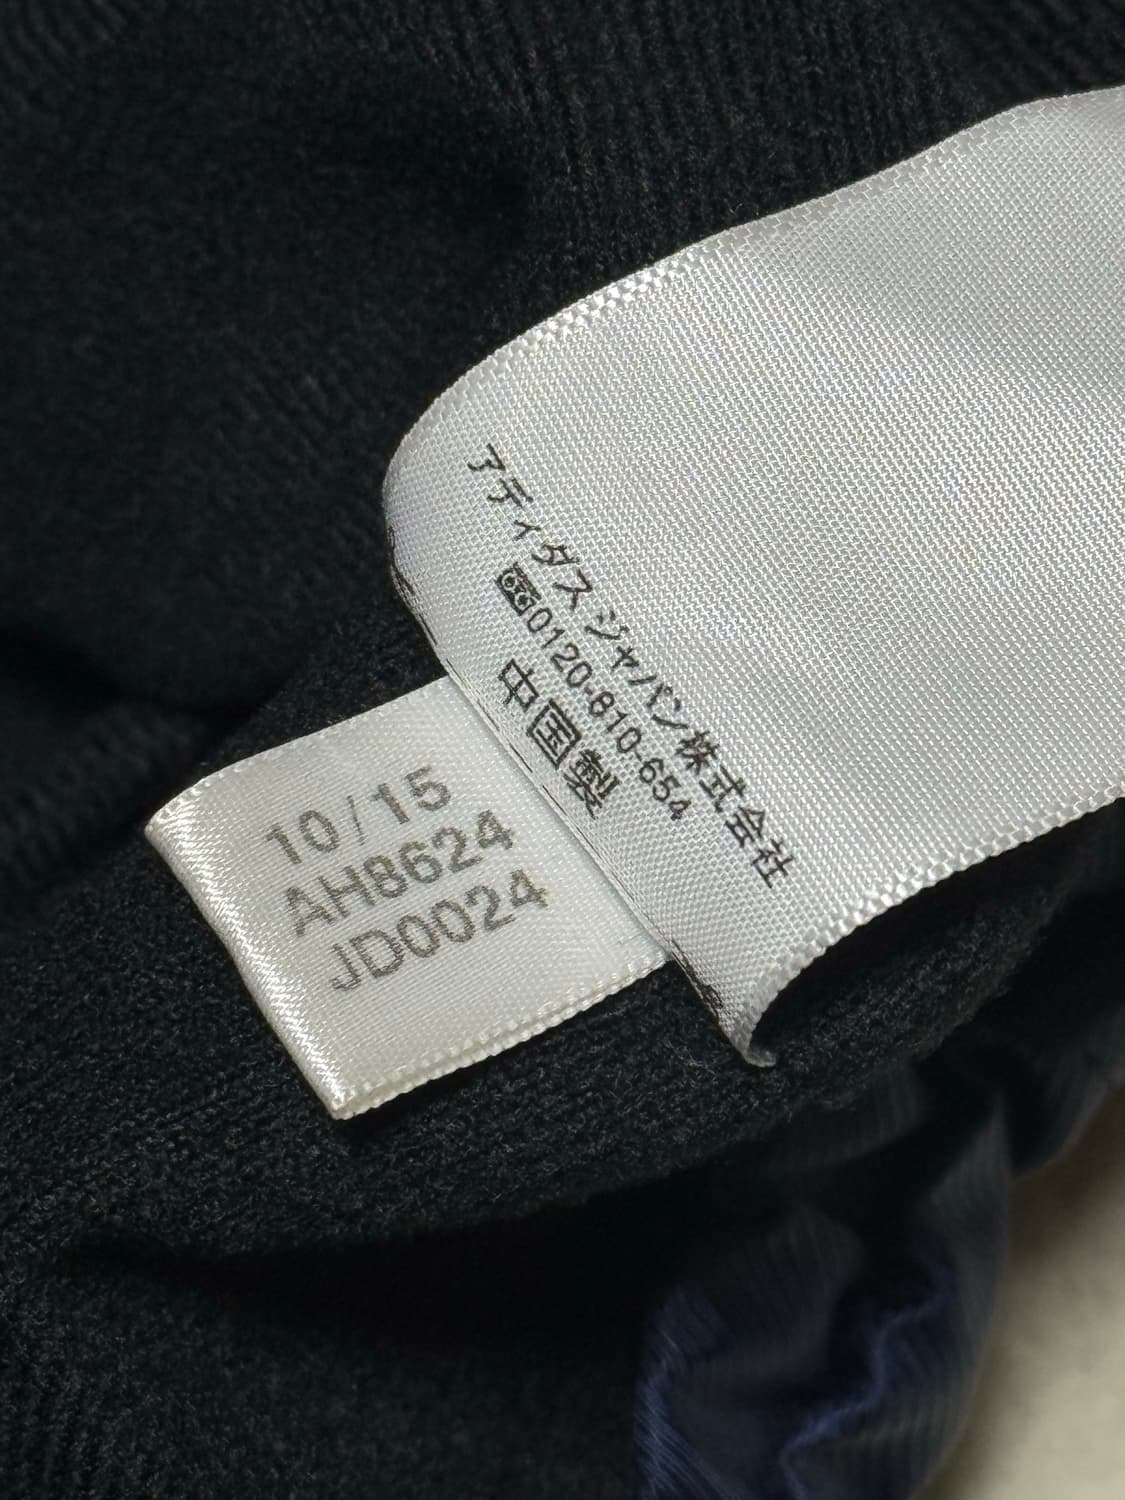 アディダス ジャパン株式会社
0120-810-654
中国製
10/15
AH8624
JD0024